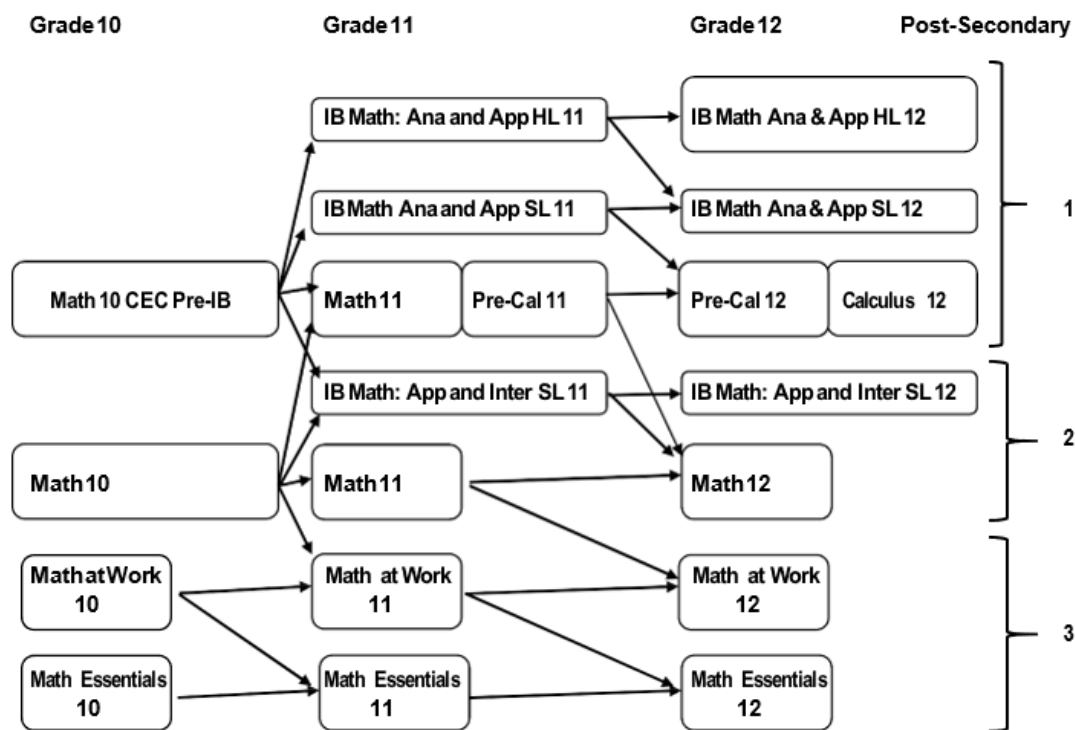 Grade 10 Grade 11 Grade 12 Post-Secondary
IB Math: Ana and App HL 11
IB Math Ana & App HL 12
IB Math Ana and App SL 11
IB Math Ana & App SL 12
1
Math 10 CEC Pre-IB
Math 11
Pre-Cal 11
Pre-Cal 12
Calculus 12
IB Math: App and Inter SL 11
IB Math: App and Inter SL 12
2
Math 10
Math 11
Math 12
Math at Work
10
Math at Work
11
Math at Work
12
3
Math Essentials
10
Math Essentials
11
Math Essentials
12